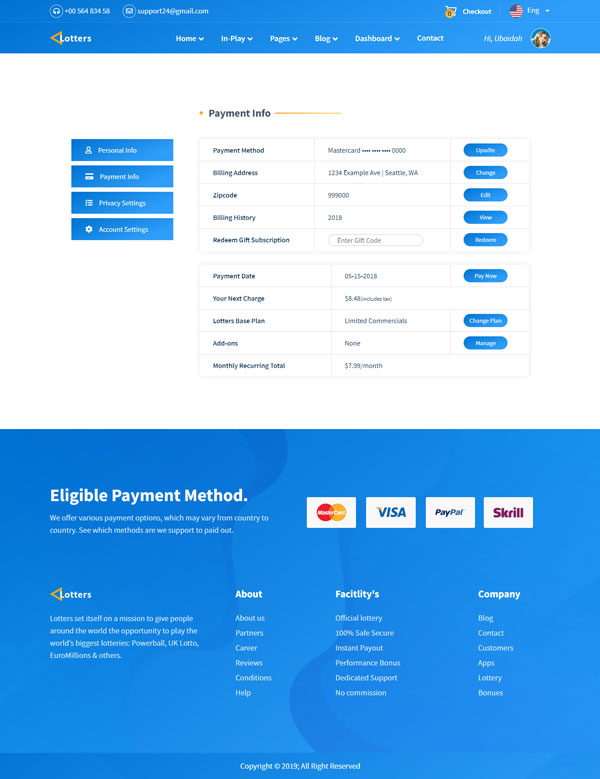 +00 564 834 58 support24@gmail.com 0 Checkout Eng
Lotters Home In-Play Pages Blog Dashboard Contact Hi, Ubaidah
Payment Info
Personal Info
Payment Info
Privacy Settings
Account Settings
Payment Method Mastercard •••• •••• •••• 0000 Upadte
Billing Address 1234 Example Ave | Seattle, WA Change
Zipcode 999000 Edit
Billing History 2018 View
Redeem Gift Subscription Enter Gift Code Redeem
Payment Date 05-15-2018 Pay Now
Your Next Charge $8.48(includes tax)
Lotters Base Plan Limited Commercials Change Plan
Add-ons None Manage
Monthly Recurring Total $7.99/month
Eligible Payment Method.
We offer various payment options, which may vary from country to
country. See which methods are we support to paid out.
MasterCard VISA PayPal Skrill
Lotters
Lotters set itself on a mission to give people
around the world the opportunity to play the
world's biggest lotteries: Powerball, UK Lotto,
EuroMillions & others.
About
About us
Partners
Career
Reviews
Conditions
Help
Facitlity's
Official lottery
100% Safe Secure
Instant Payout
Performance Bonus
Dedicated Support
No commission
Company
Blog
Contact
Customers
Apps
Lottery
Bonues
Copyright © 2019; All Right Reserved